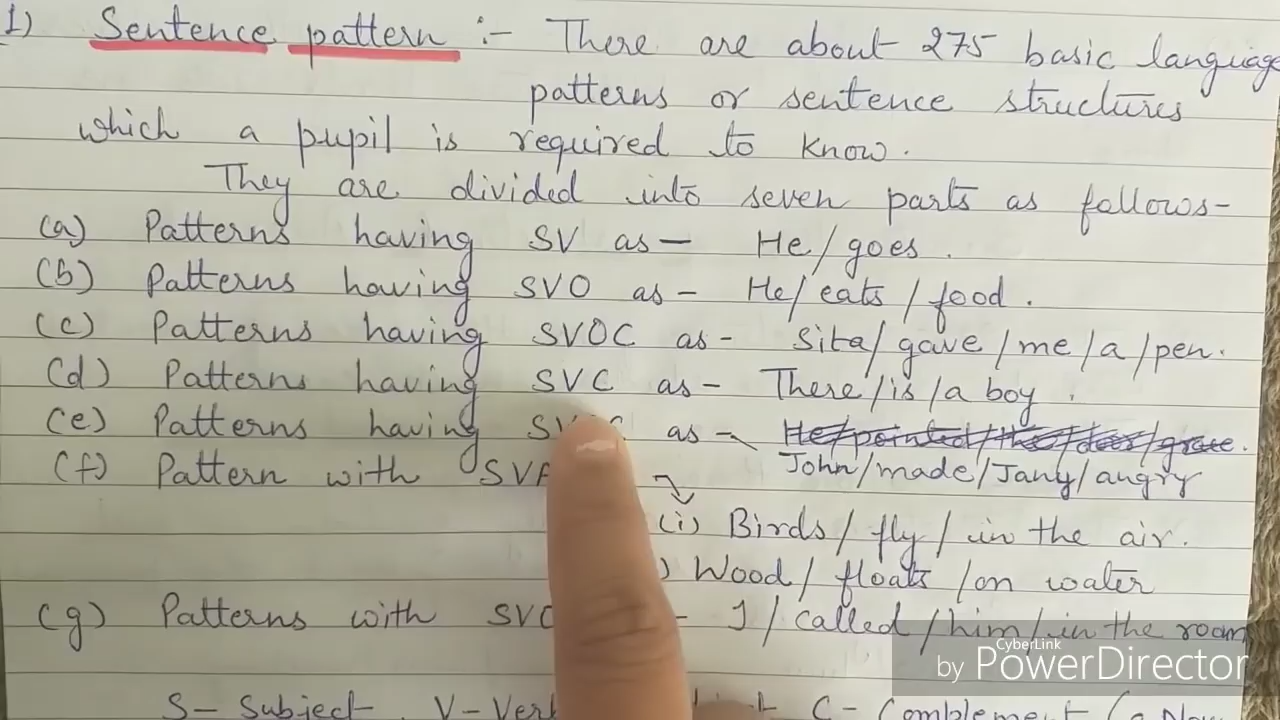 1) Sentence pattern :- There are about 275 basic language
patterns or sentence structures
which a pupil is required to know.
They are divided into seven parts as follows-
(a) Patterns having SV as- He/goes.
(b) Patterns having SVO as- He/eats/food.
(c) Patterns having SVOC as- Sita/gave/me/a/pen.
(d) Patterns having SVC as- There/is/a boy.
(e) Patterns having as-
John/made/Jany/angry
(f) Pattern with
(i) Birds/fly/in the air.
) Wood/floats/on water
(g) Patterns with - I/called/him/in the room
S- Subject, V- C- Complement
CyberLink
by PowerDirector